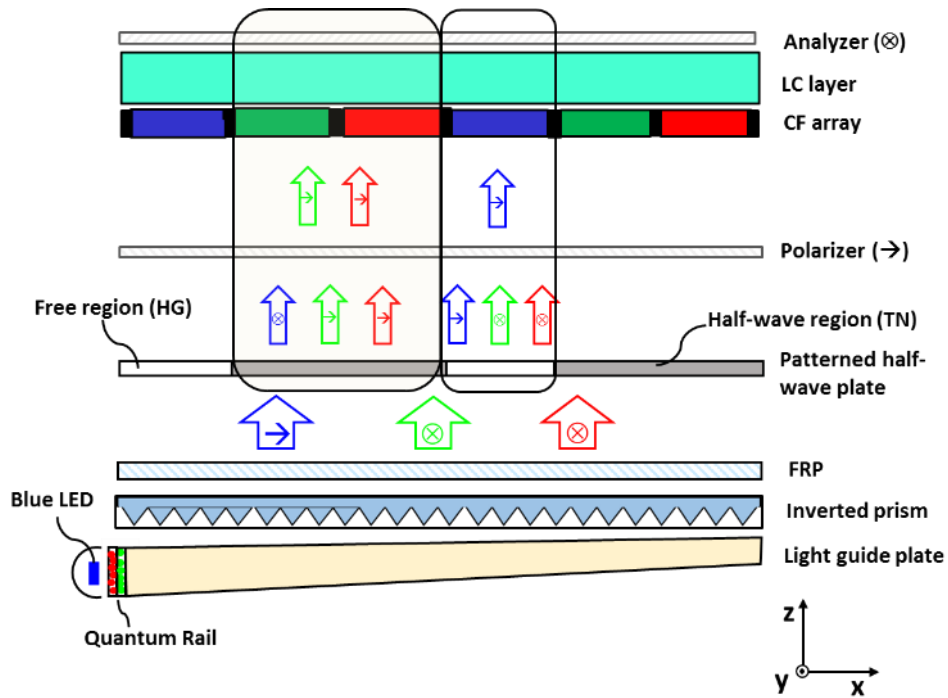 Analyzer (⊗)
LC layer
CF array
Polarizer (→)
Free region (HG)
Half-wave region (TN)
Patterned half-
wave plate
FRP
Blue LED
Inverted prism
Light guide plate
Quantum Rail
z
y
x